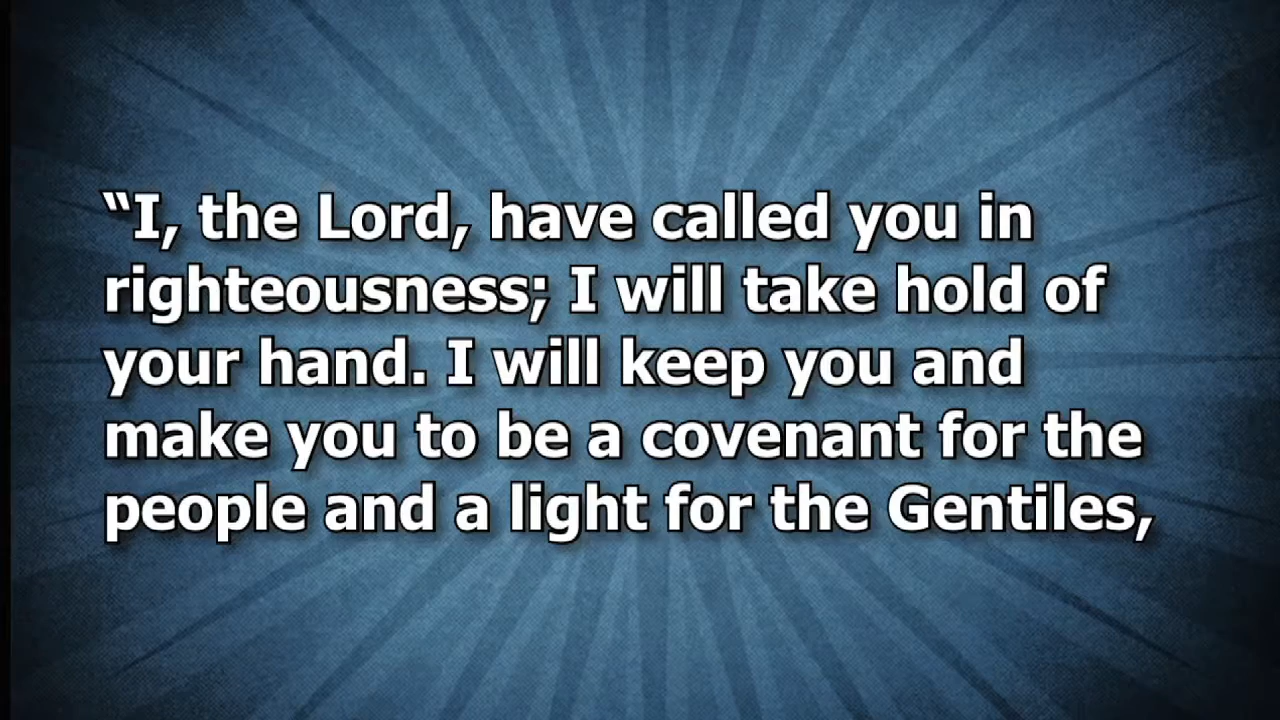 “I, the Lord, have called you in
righteousness; I will take hold of
your hand. I will keep you and
make you to be a covenant for the
people and a light for the Gentiles,